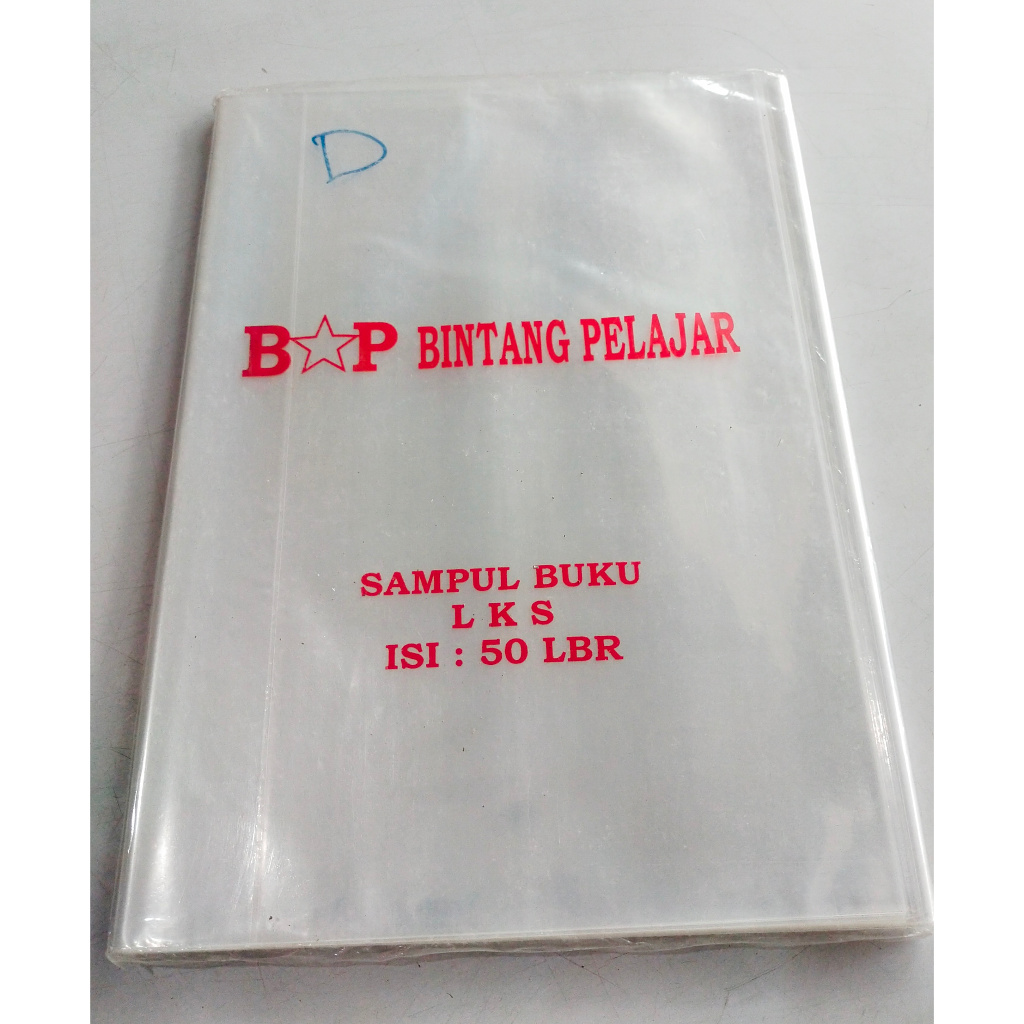 D
B☆P BINTANG PELAJAR
SAMPUL BUKU
L K S
ISI : 50 LBR